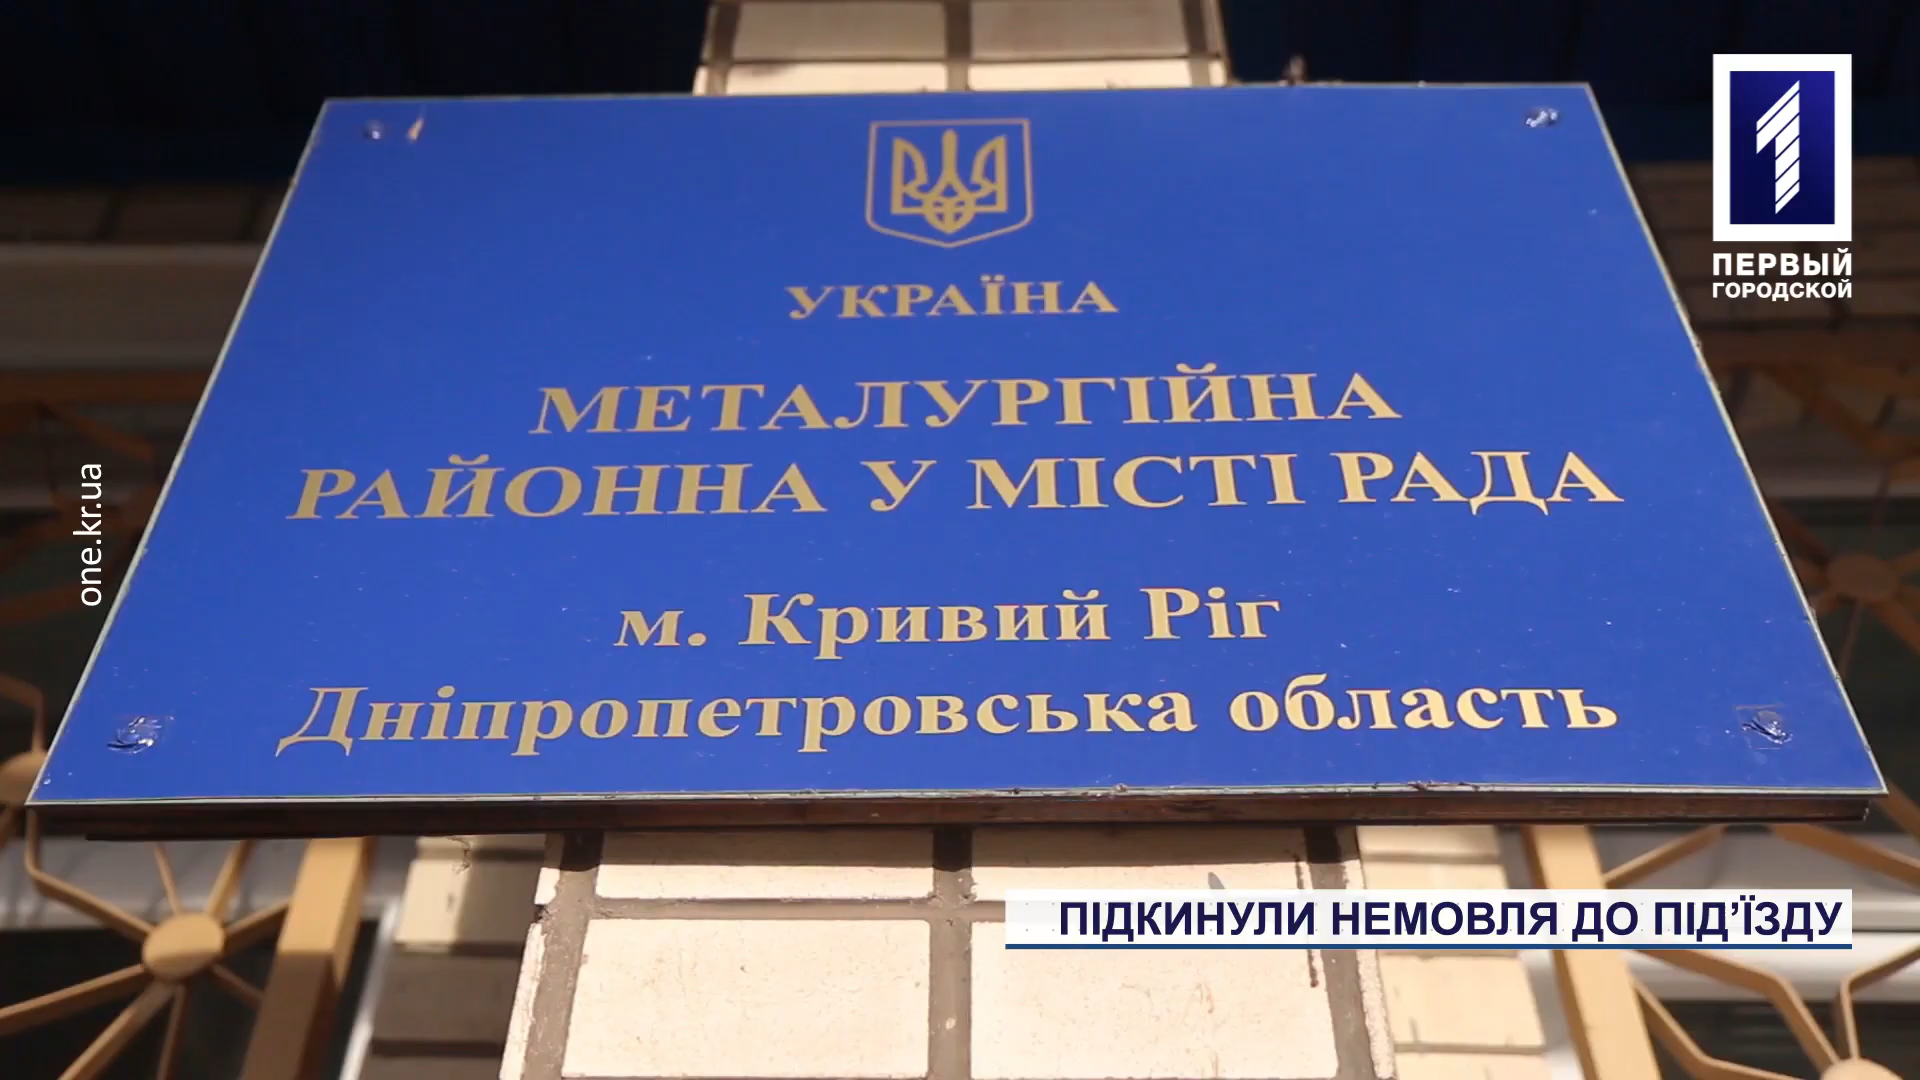 УКРАЇНА
МЕТАЛУРГІЙНА
РАЙОННА У МІСТІ РАДА
м. Кривий Ріг
Дніпропетровська область
one.kr.ua
1
ПЕРВЫЙ
ГОРОДСКОЙ
ПІДКИНУЛИ НЕМОВЛЯ ДО ПІД’ЇЗДУ